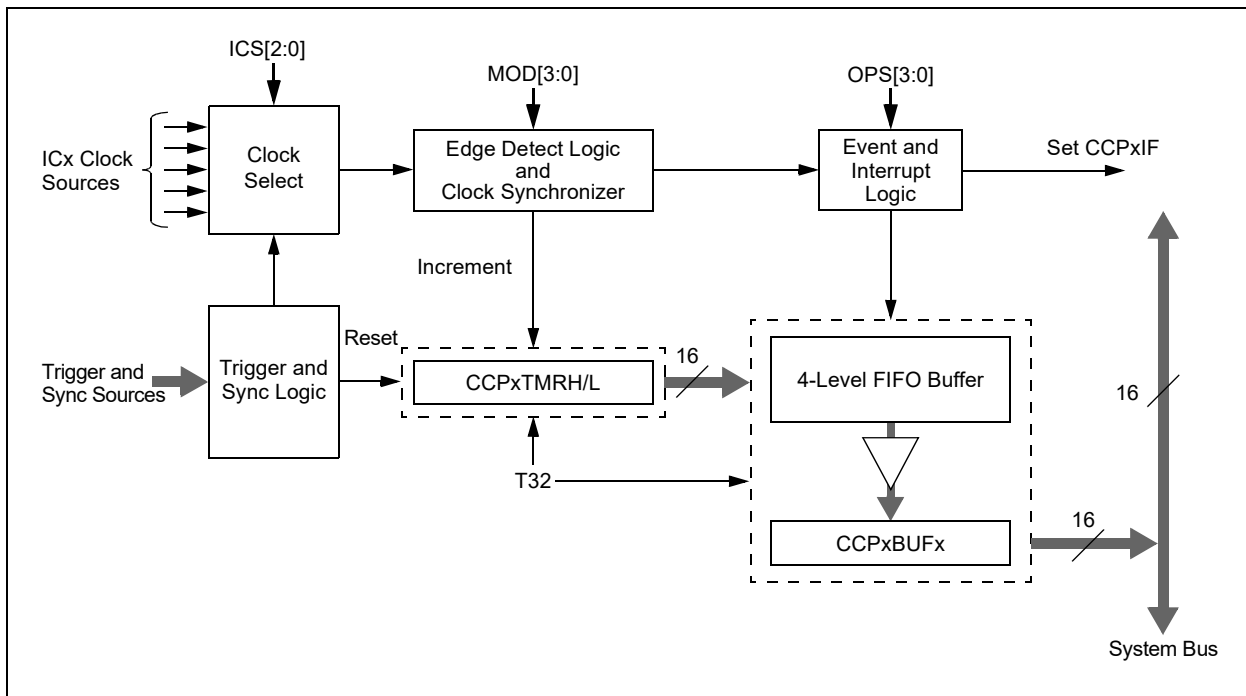 ICS[2:0]
MOD[3:0]
OPS[3:0]
ICx Clock
Sources
Clock
Select
Edge Detect Logic
and
Clock Synchronizer
Event and
Interrupt
Logic
Set CCPxIF
Increment
Trigger and
Sync Sources
Trigger and
Sync Logic
Reset
CCPxTMRH/L
16
4-Level FIFO Buffer
16
T32
CCPxBUFx
16
System Bus